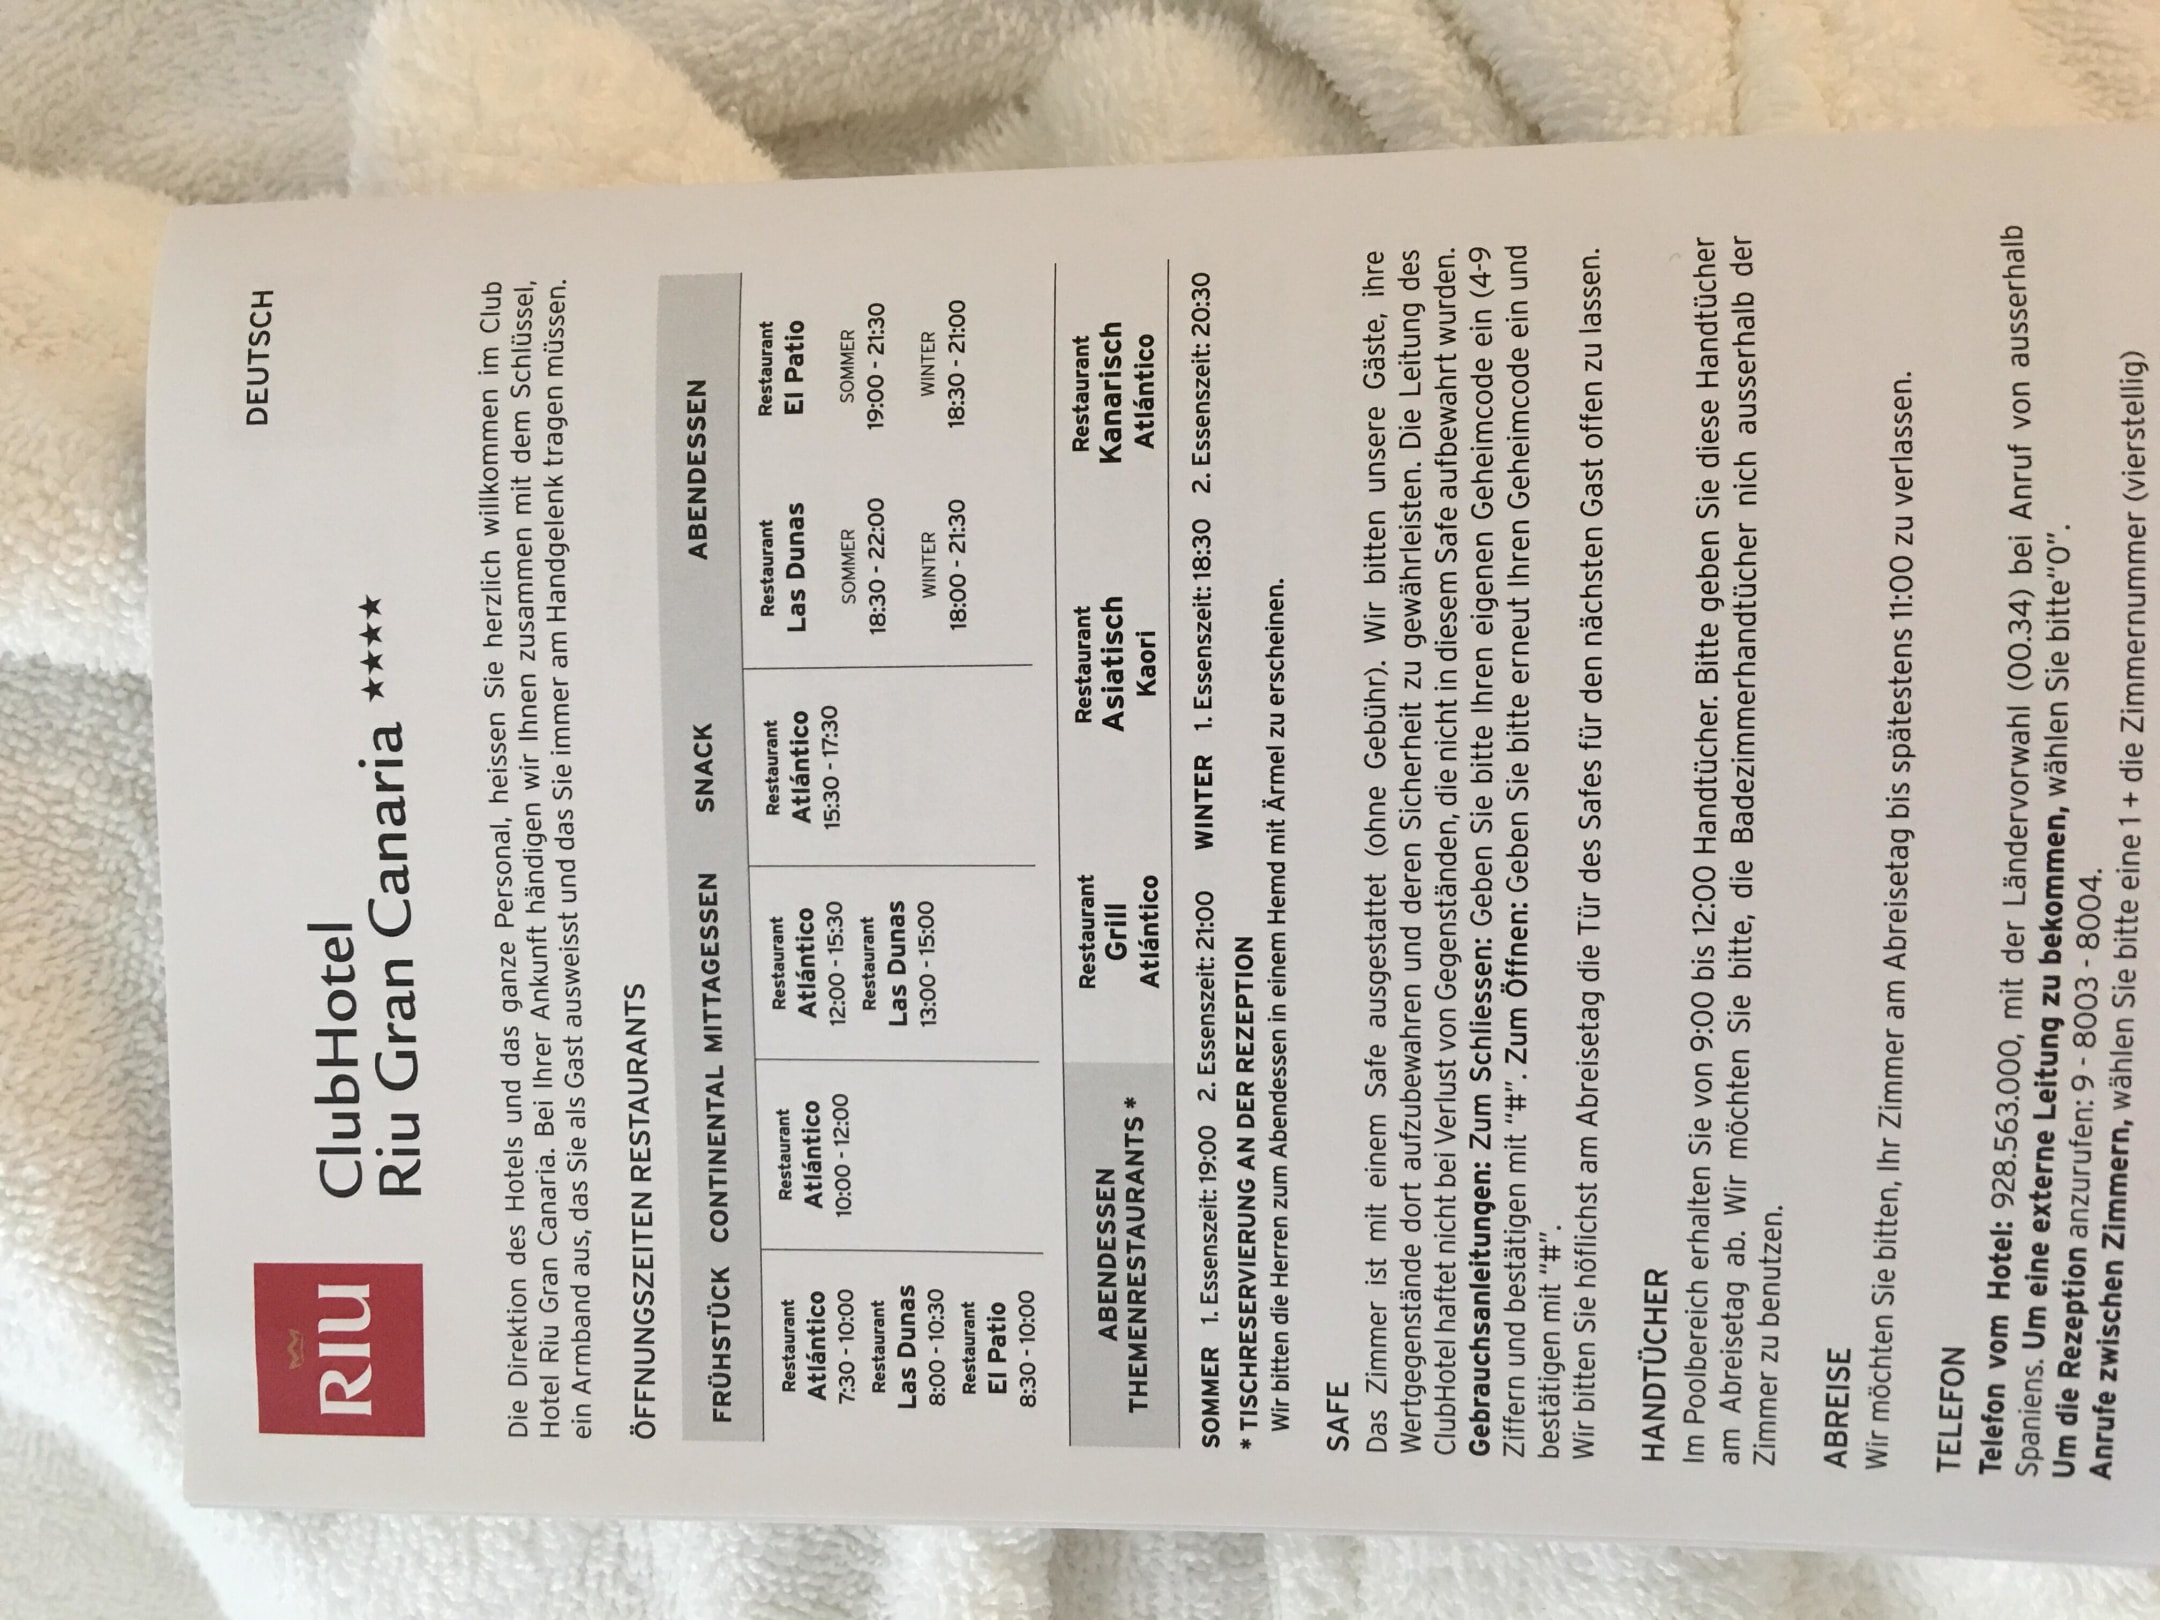 DEUTSCH
RIU
ClubHotel
Riu Gran Canaria ★★★★
Die Direktion des Hotels und das ganze Personal, heissen Sie herzlich willkommen im Club
Hotel Riu Gran Canaria. Bei Ihrer Ankunft händigen wir Ihnen zusammen mit dem Schlüssel,
ein Armband aus, das Sie als Gast ausweisst und das Sie immer am Handgelenk tragen müssen.
ÖFFNUNGSZEITEN RESTAURANTS
FRÜHSTÜCK
Restaurant
Atlántico
7:30 - 10:00
Restaurant
Las Dunas
8:00 - 10:30
Restaurant
El Patio
8:30 - 10:00
CONTINENTAL
Restaurant
Atlántico
10:00 - 12:00
MITTAGESSEN
Restaurant
Atlántico
12:00 - 15:30
Restaurant
Las Dunas
13:00 - 15:00
SNACK
Restaurant
Atlántico
15:30 - 17:30
ABENDESSEN
Restaurant
Las Dunas
SOMMER
18:30 - 22:00
WINTER
18:00 - 21:30
Restaurant
El Patio
SOMMER
19:00 - 21:30
WINTER
18:30 - 21:00
ABENDESSEN
THEMENRESTAURANTS *
Restaurant
Grill
Atlántico
Restaurant
Asiatisch
Kaori
Restaurant
Kanarisch
Atlántico
SOMMER 1. Essenszeit: 19:00 2. Essenszeit: 21:00 WINTER 1. Essenszeit: 18:30 2. Essenszeit: 20:30
* TISCHRESERVIERUNG AN DER REZEPTION
Wir bitten die Herren zum Abendessen in einem Hemd mit Ärmel zu erscheinen.
SAFE
Das Zimmer ist mit einem Safe ausgestattet (ohne Gebühr). Wir bitten unsere Gäste, ihre
Wertgegenstände dort aufzubewahren und deren Sicherheit zu gewährleisten. Die Leitung des
ClubHotel haftet nicht bei Verlust von Gegenständen, die nicht in diesem Safe aufbewahrt wurden.
Gebrauchsanleitungen: Zum Schliessen: Geben Sie bitte Ihren eigenen Geheimcode ein (4-9
Ziffern und bestätigen mit “#”. Zum Öffnen: Geben Sie bitte erneut Ihren Geheimcode ein und
bestätigen mit “#”.
Wir bitten Sie höflichst am Abreisetag die Tür des Safes für den nächsten Gast offen zu lassen.
HANDTÜCHER
Im Poolbereich erhalten Sie von 9:00 bis 12:00 Handtücher. Bitte geben Sie diese Handtücher
am Abreisetag ab. Wir möchten Sie bitte, die Badezimmerhandtücher nich ausserhalb der
Zimmer zu benutzen.
ABREISE
Wir möchten Sie bitten, Ihr Zimmer am Abreisetag bis spätestens 11:00 zu verlassen.
TELEFON
Telefon vom Hotel: 928.563.000, mit der Ländervorwahl (00.34) bei Anruf von ausserhalb
Spaniens. Um eine externe Leitung zu bekommen, wählen Sie bitte“0”.
Um die Rezeption anzurufen: 9 - 8003 - 8004.
Anrufe zwischen Zimmern, wählen Sie bitte eine 1 + die Zimmernummer (vierstellig)